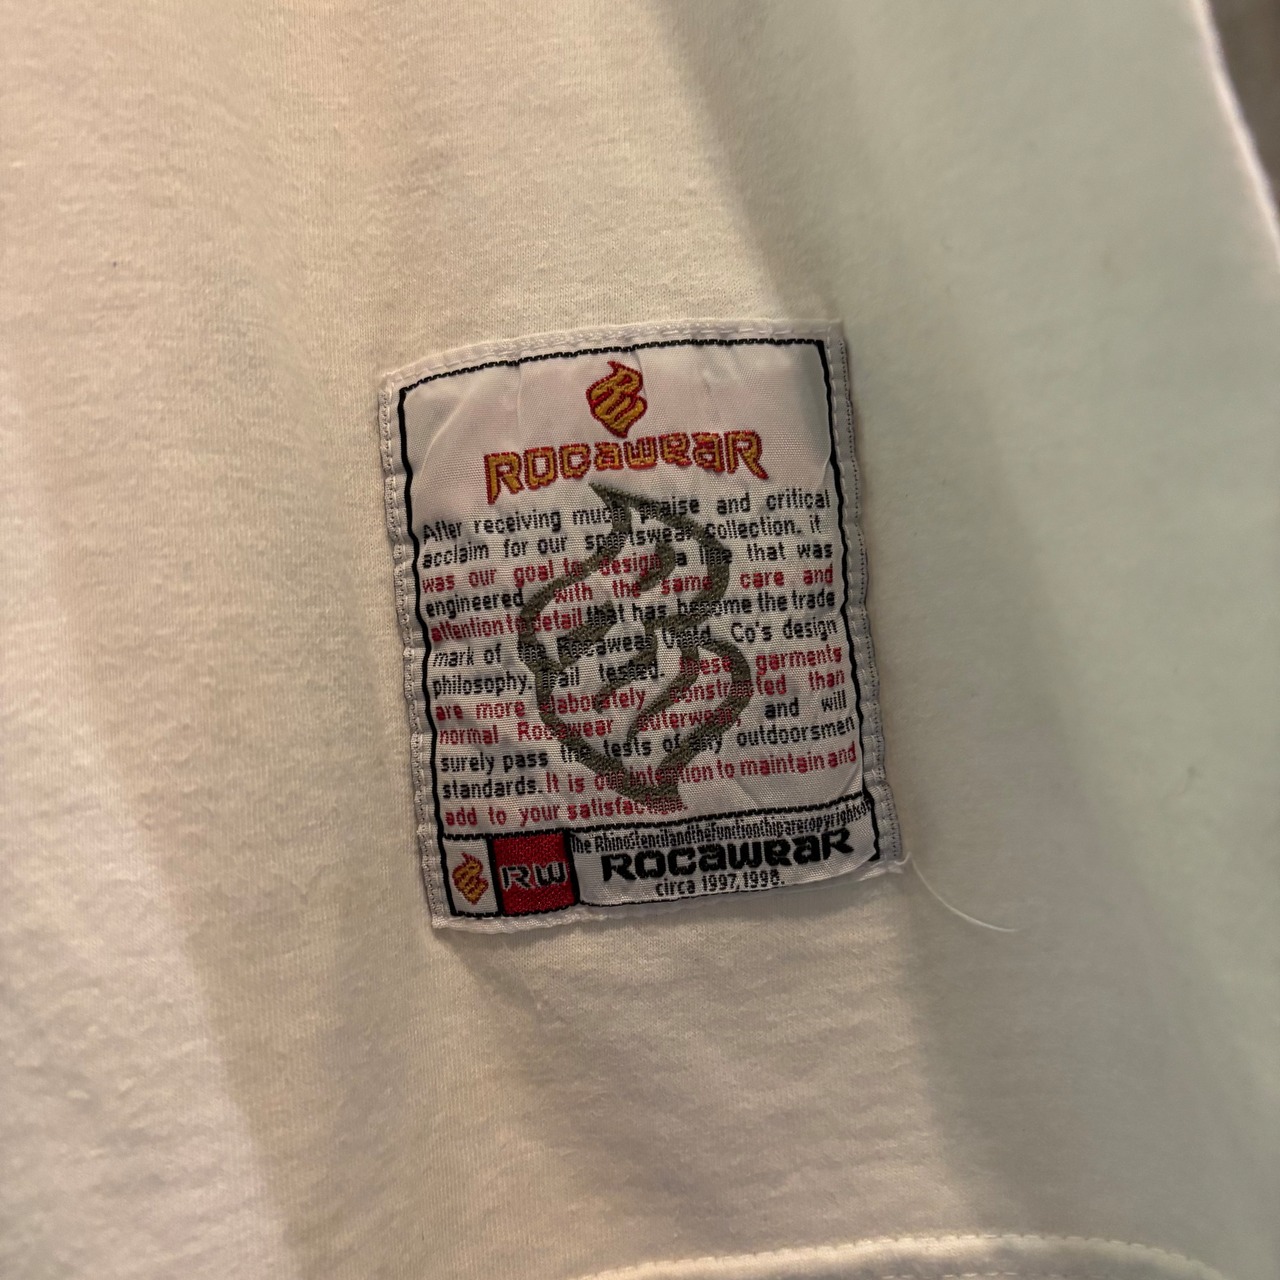 RW
ROCAWEAR
After receiving much praise and critical
acclaim for our sportswear collection. it
was our goal to design a line that was
engineered with the same care and
attention to detail that has become the trade
mark of the Rocawear Co's design
philosophy. Trail tested. These garments
are more elaborately constructed than
normal Rocawear outerwear, and will
surely pass the tests of any outdoorsmen
standards. It is our intention to maintain and
add to your satisfaction.
RW
The Rhinostencilandthefunctionchiparecopyrightsof
ROCAWEAR
circa 1997,1998.